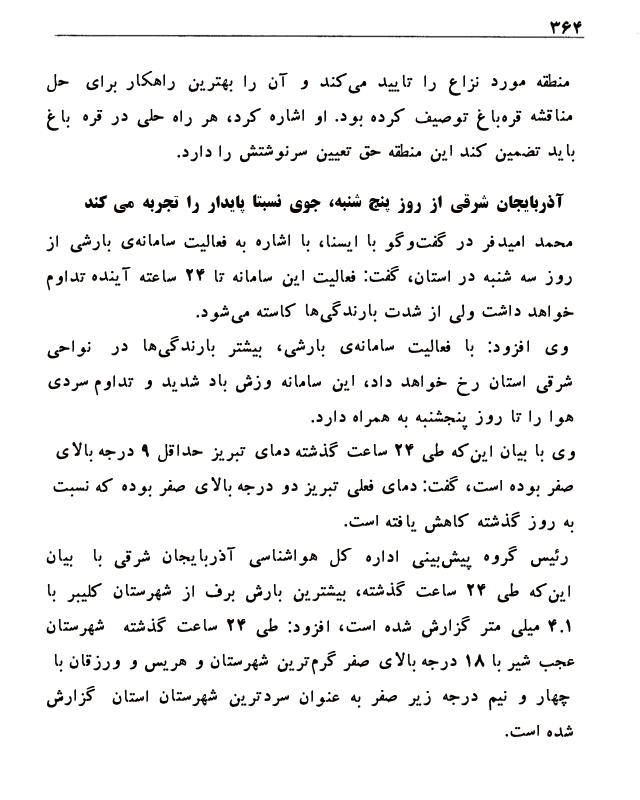 ۳۶۴
منطقه مورد نزاع را تایید می‌کند و آن را بهترین راهکار برای حل
مناقشه قره‌باغ توصیف کرده بود. او اشاره کرد، هر راه حلی در قره باغ
باید تضمین کند این منطقه حق تعیین سرنوشتش را دارد.
آذربایجان شرقی از روز پنج شنبه، جوی نسبتا پایدار را تجربه می کند
محمد امیدفر در گفت‌وگو با ایسنا، با اشاره به فعالیت سامانه‌ی بارشی از
روز سه شنبه در استان، گفت: فعالیت این سامانه تا ۲۴ ساعته آینده تداوم
خواهد داشت ولی از شدت بارندگی‌ها کاسته می‌شود.
وی افزود: با فعالیت سامانه‌ی بارشی، بیشتر بارندگی‌ها در نواحی
شرقی استان رخ خواهد داد، این سامانه وزش باد شدید و تداوم سردی
هوا را تا روز پنجشنبه به همراه دارد.
وی با بیان این‌که طی ۲۴ ساعت گذشته دمای تبریز حداقل ۹ درجه بالای
صفر بوده است، گفت: دمای فعلی تبریز دو درجه بالای صفر بوده که نسبت
به روز گذشته کاهش یافته است.
رئیس گروه پیش‌بینی اداره کل هواشناسی آذربایجان شرقی با بیان
این‌که طی ۲۴ ساعت گذشته، بیشترین بارش برف از شهرستان کلیبر با
۴.۱ میلی متر گزارش شده است، افزود: طی ۲۴ ساعت گذشته شهرستان
عجب شیر با ۱۸ درجه بالای صفر گرم‌ترین شهرستان و هریس و ورزقان با
چهار و نیم درجه زیر صفر به عنوان سردترین شهرستان استان گزارش
شده است.